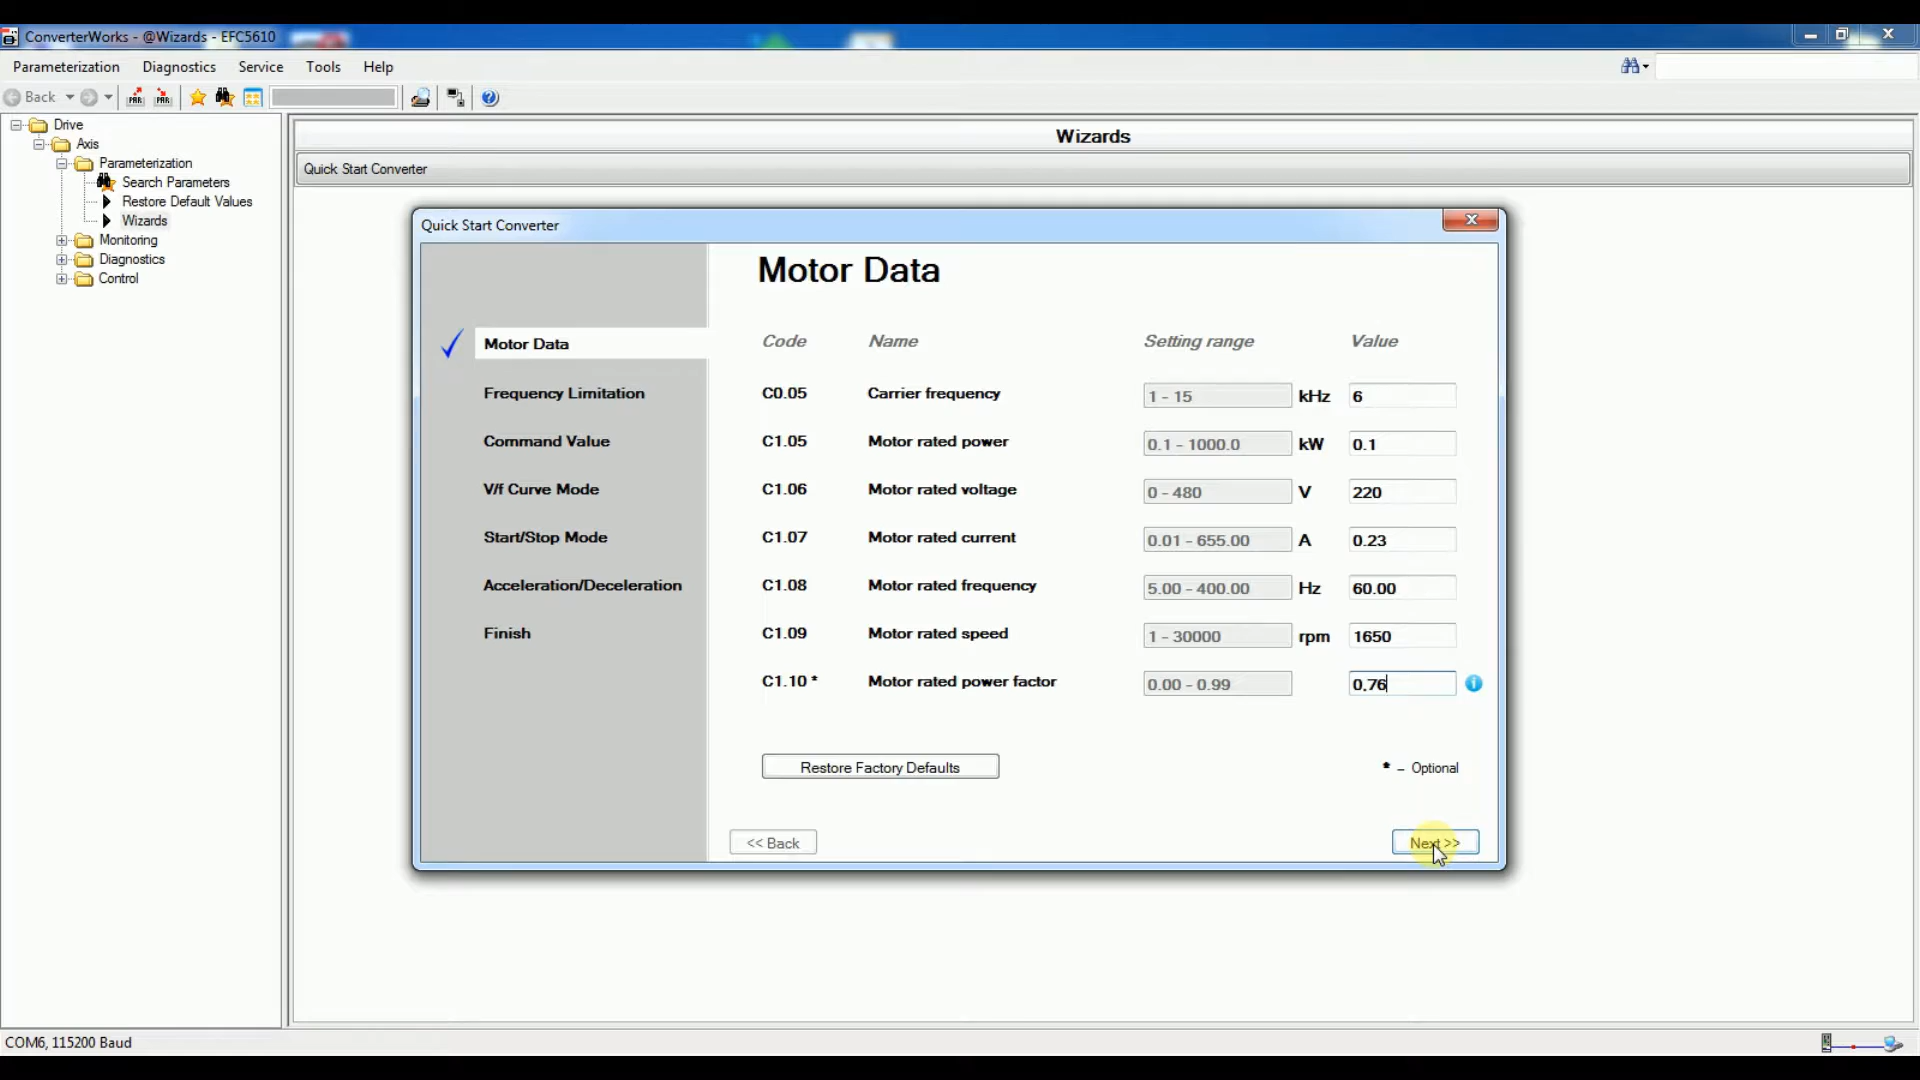 ConverterWorks - @Wizards - EFC5610
Parameterization Diagnostics Service Tools Help
Back
Drive
Axis
Parameterization
Search Parameters
Restore Default Values
Wizards
Monitoring
Diagnostics
Control
Wizards
Quick Start Converter
Quick Start Converter
Motor Data
Frequency Limitation
Command Value
V/f Curve Mode
Start/Stop Mode
Acceleration/Deceleration
Finish
Motor Data
Code Name Setting range Value
C0.05 Carrier frequency 1 - 15 kHz 6
C1.05 Motor rated power 0.1 - 1000.0 kW 0.1
C1.06 Motor rated voltage 0 - 480 V 220
C1.07 Motor rated current 0.01 - 655.00 A 0.23
C1.08 Motor rated frequency 5.00 - 400.00 Hz 60.00
C1.09 Motor rated speed 1 - 30000 rpm 1650
C1.10 * Motor rated power factor 0.00 - 0.99 0.76
Restore Factory Defaults
* – Optional
<< Back
Next >>
COM6, 115200 Baud